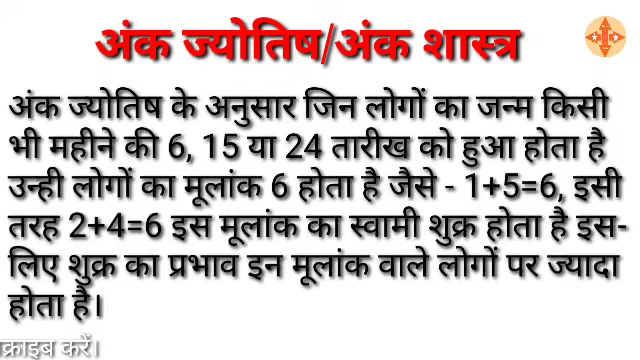 अंक ज्योतिष/अंक शास्त्र
अंक ज्योतिष के अनुसार जिन लोगों का जन्म किसी
भी महीने की 6, 15 या 24 तारीख को हुआ होता है
उन्ही लोगों का मूलांक 6 होता है जैसे - 1+5=6, इसी
तरह 2+4=6 इस मूलांक का स्वामी शुक्र होता है इस-
लिए शुक्र का प्रभाव इन मूलांक वाले लोगों पर ज्यादा
होता है।
क्राइब करें।